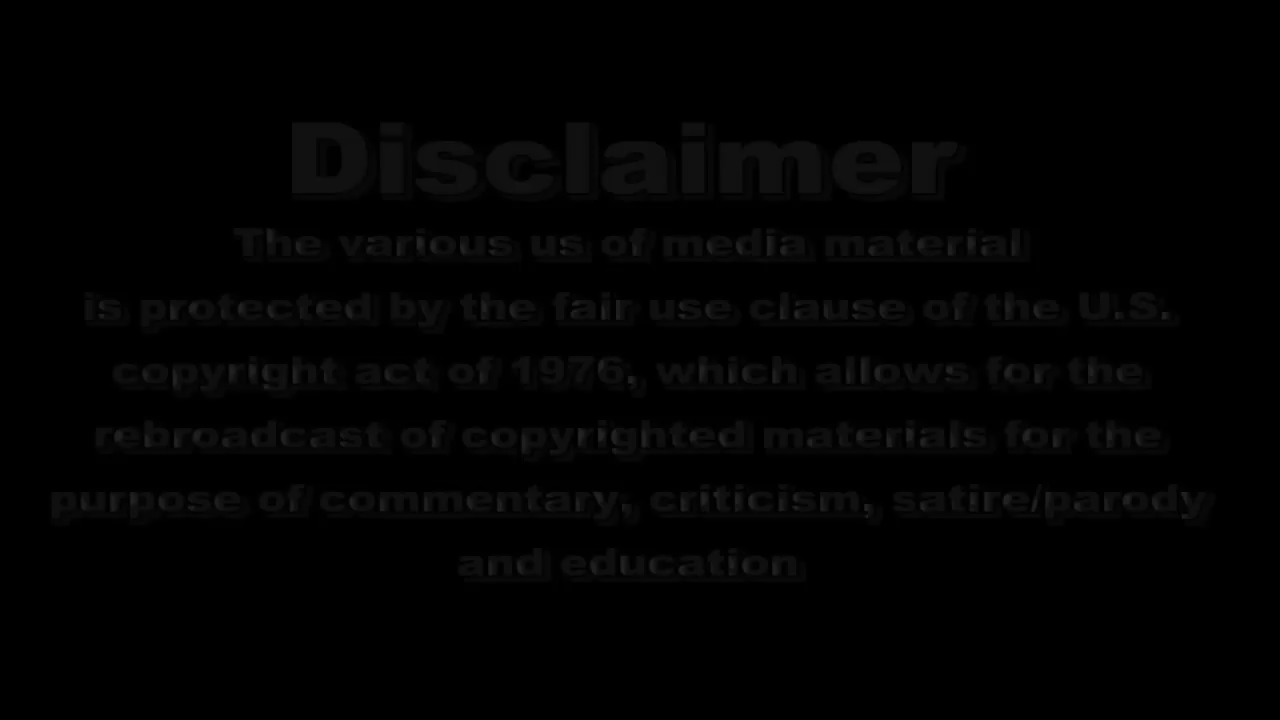 Disclaimer
The various us of media material
is protected by the fair use clause of the U.S.
copyright act of 1976, which allows for the
rebroadcast of copyrighted materials for the
purpose of commentary, criticism, satire/parody
and education